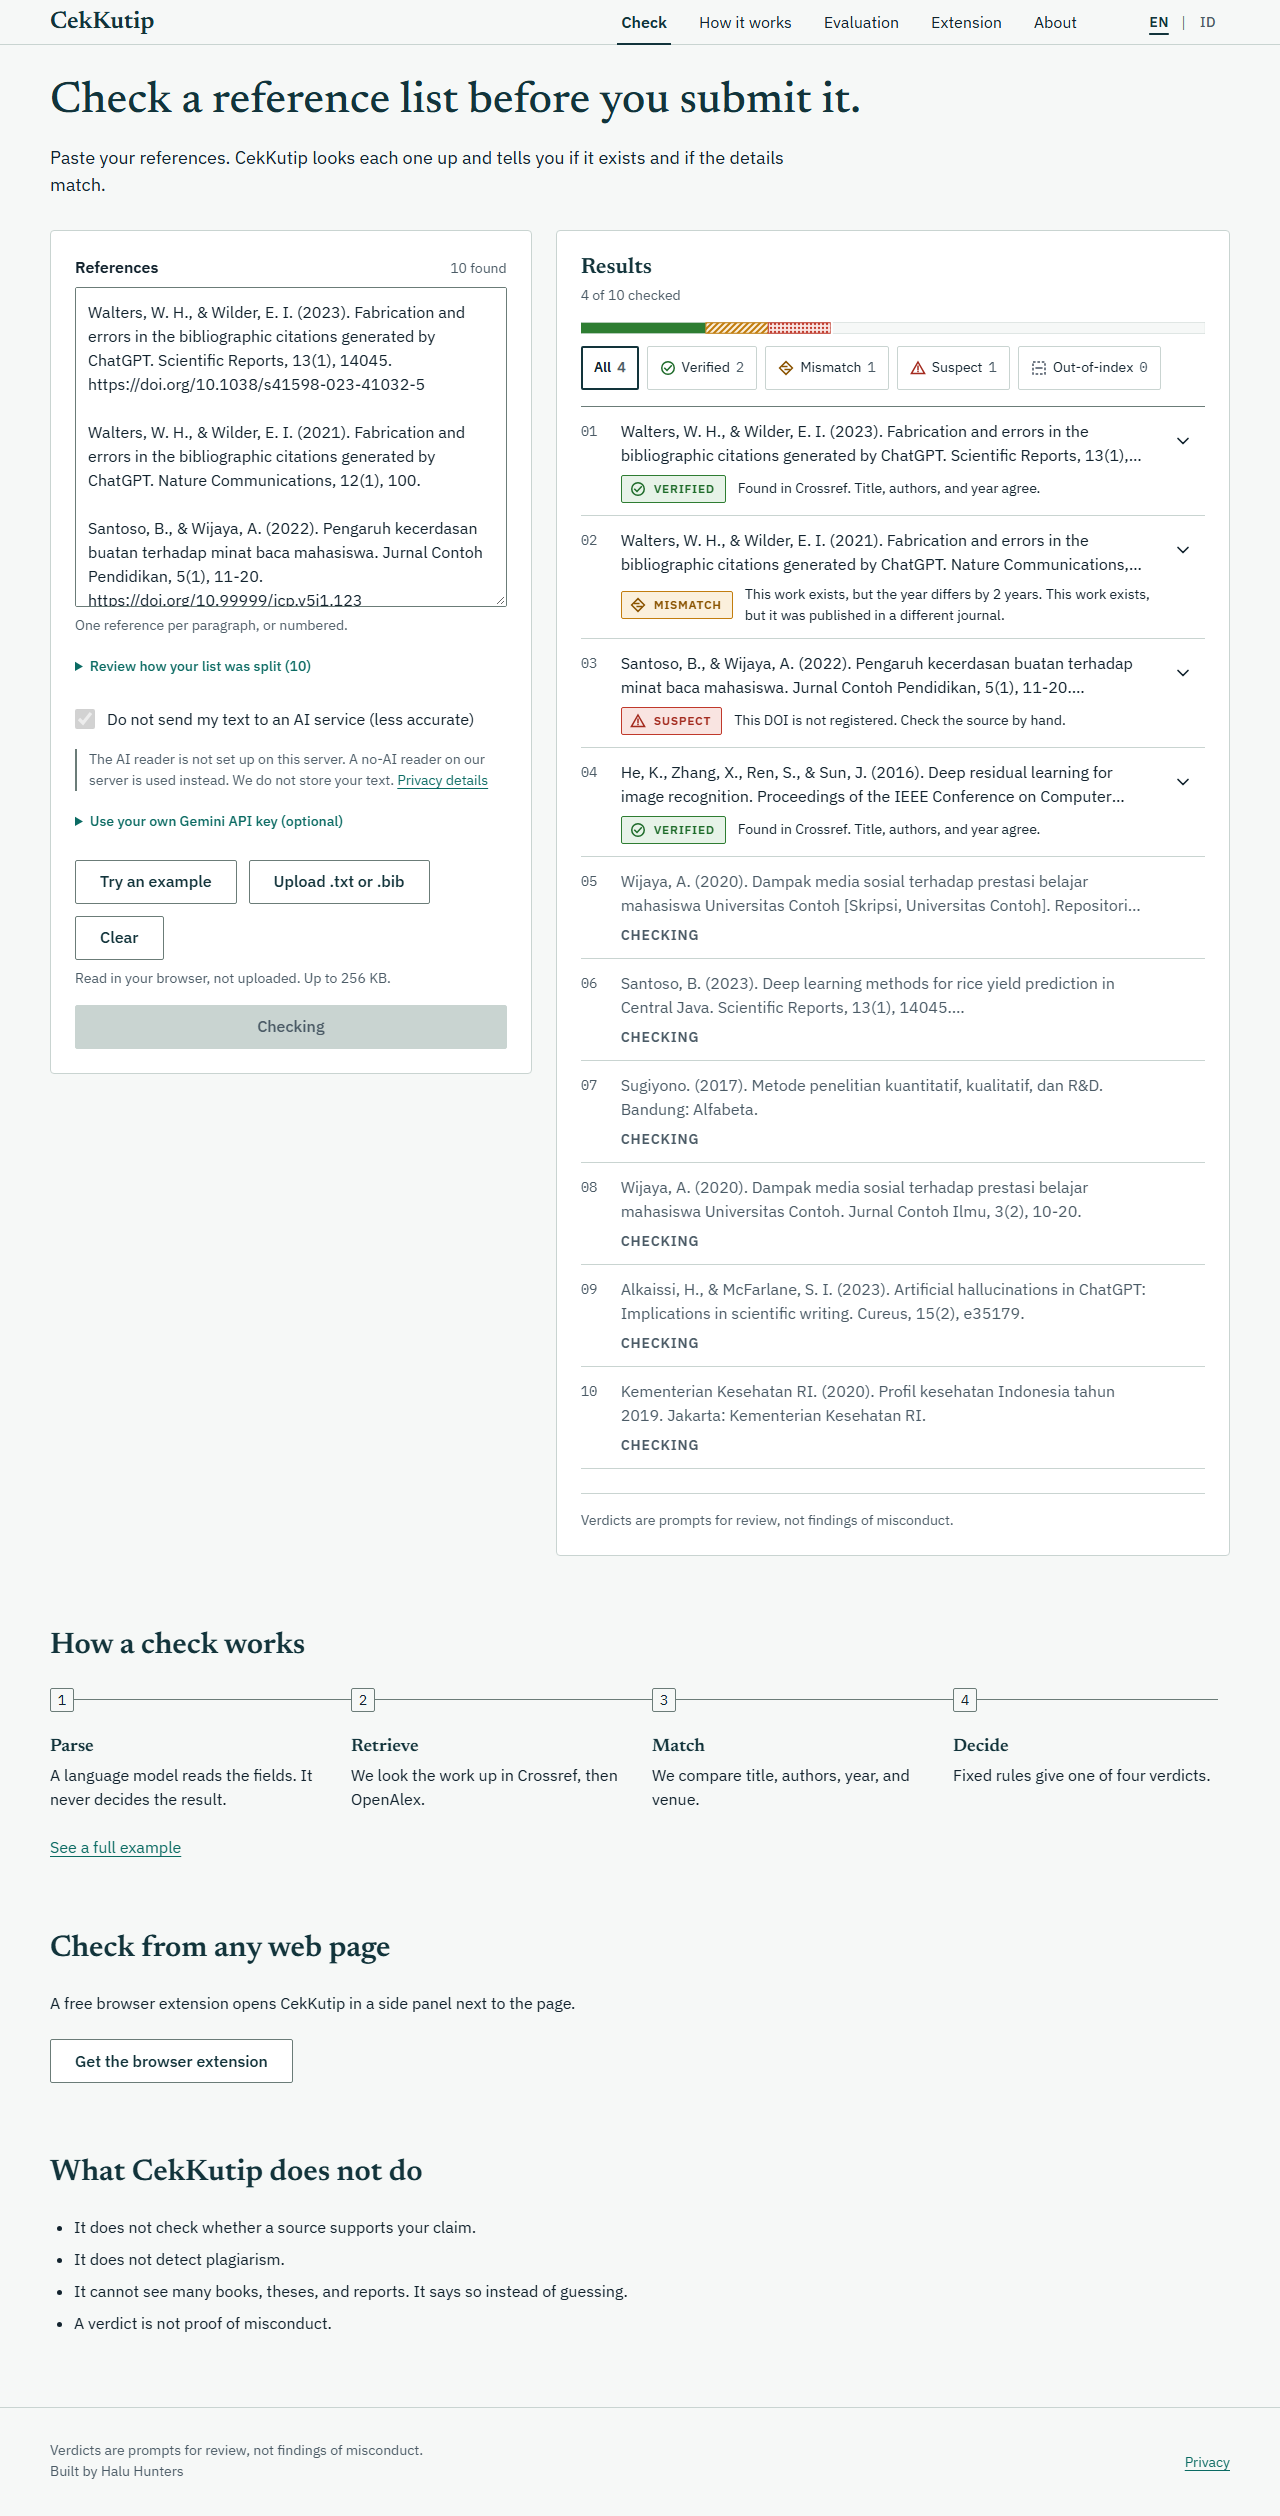 CekKutip
Check How it works Evaluation Extension About EN | ID
Check a reference list before you submit it.
Paste your references. CekKutip looks each one up and tells you if it exists and if the details
match.
References 10 found
Walters, W. H., & Wilder, E. I. (2023). Fabrication and
errors in the bibliographic citations generated by
ChatGPT. Scientific Reports, 13(1), 14045.
https://doi.org/10.1038/s41598-023-41032-5
Walters, W. H., & Wilder, E. I. (2021). Fabrication and
errors in the bibliographic citations generated by
ChatGPT. Nature Communications, 12(1), 100.
Santoso, B., & Wijaya, A. (2022). Pengaruh kecerdasan
buatan terhadap minat baca mahasiswa. Jurnal Contoh
Pendidikan, 5(1), 11-20.
https://doi.org/10.99999/jcp.v5i1.123
One reference per paragraph, or numbered.
Review how your list was split (10)
Do not send my text to an AI service (less accurate)
The AI reader is not set up on this server. A no-AI reader on our
server is used instead. We do not store your text. Privacy details
Use your own Gemini API key (optional)
Try an example Upload .txt or .bib
Clear
Read in your browser, not uploaded. Up to 256 KB.
Checking
Results
4 of 10 checked
All 4 Verified 2 Mismatch 1 Suspect 1 Out-of-index 0
01 Walters, W. H., & Wilder, E. I. (2023). Fabrication and errors in the
bibliographic citations generated by ChatGPT. Scientific Reports, 13(1),…
VERIFIED Found in Crossref. Title, authors, and year agree.
02 Walters, W. H., & Wilder, E. I. (2021). Fabrication and errors in the
bibliographic citations generated by ChatGPT. Nature Communications,…
MISMATCH This work exists, but the year differs by 2 years. This work exists,
but it was published in a different journal.
03 Santoso, B., & Wijaya, A. (2022). Pengaruh kecerdasan buatan terhadap
minat baca mahasiswa. Jurnal Contoh Pendidikan, 5(1), 11-20.…
SUSPECT This DOI is not registered. Check the source by hand.
04 He, K., Zhang, X., Ren, S., & Sun, J. (2016). Deep residual learning for
image recognition. Proceedings of the IEEE Conference on Computer…
VERIFIED Found in Crossref. Title, authors, and year agree.
05 Wijaya, A. (2020). Dampak media sosial terhadap prestasi belajar
mahasiswa Universitas Contoh [Skripsi, Universitas Contoh]. Repositori…
CHECKING
06 Santoso, B. (2023). Deep learning methods for rice yield prediction in
Central Java. Scientific Reports, 13(1), 14045.…
CHECKING
07 Sugiyono. (2017). Metode penelitian kuantitatif, kualitatif, dan R&D.
Bandung: Alfabeta.
CHECKING
08 Wijaya, A. (2020). Dampak media sosial terhadap prestasi belajar
mahasiswa Universitas Contoh. Jurnal Contoh Ilmu, 3(2), 10-20.
CHECKING
09 Alkaissi, H., & McFarlane, S. I. (2023). Artificial hallucinations in ChatGPT:
Implications in scientific writing. Cureus, 15(2), e35179.
CHECKING
10 Kementerian Kesehatan RI. (2020). Profil kesehatan Indonesia tahun
2019. Jakarta: Kementerian Kesehatan RI.
CHECKING
Verdicts are prompts for review, not findings of misconduct.
How a check works
1 2 3 4
Parse Retrieve Match Decide
A language model reads the fields. It We look the work up in Crossref, then We compare title, authors, year, and Fixed rules give one of four verdicts.
never decides the result. OpenAlex. venue.
See a full example
Check from any web page
A free browser extension opens CekKutip in a side panel next to the page.
Get the browser extension
What CekKutip does not do
• It does not check whether a source supports your claim.
• It does not detect plagiarism.
• It cannot see many books, theses, and reports. It says so instead of guessing.
• A verdict is not proof of misconduct.
Verdicts are prompts for review, not findings of misconduct.
Built by Halu Hunters
Privacy